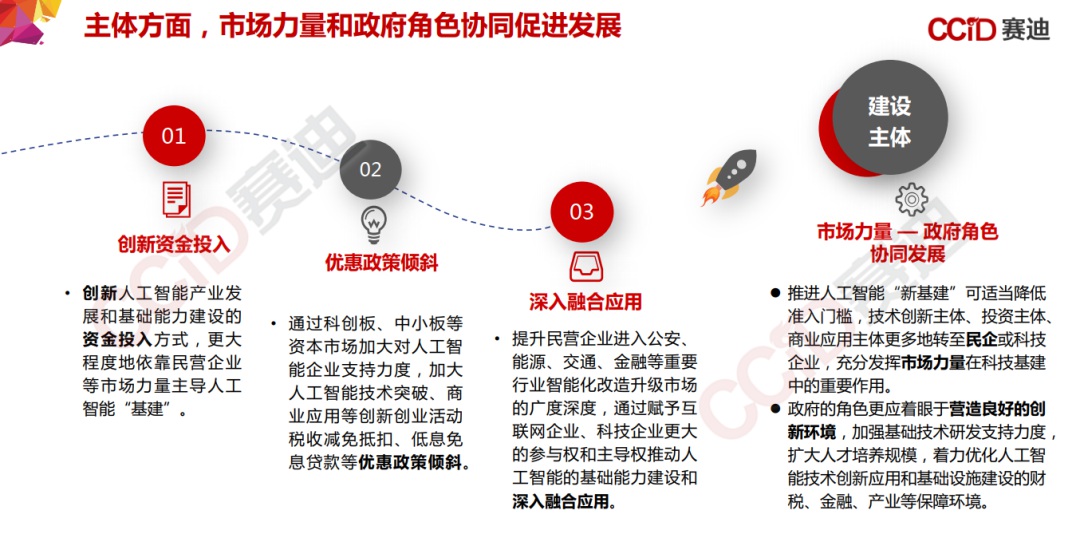 主体方面，市场力量和政府角色协同促进发展
CCiD 赛迪
01
创新资金投入
• 创新人工智能产业发
展和基础能力建设的
资金投入方式，更大
程度地依靠民营企业
等市场力量主导人工
智能“基建”。
02
优惠政策倾斜
• 通过科创板、中小板等
资本市场加大对人工智
能企业支持力度，加大
人工智能技术突破、商
业应用等创新创业活动
税收减免抵扣、低息免
息贷款等优惠政策倾斜。
03
深入融合应用
• 提升民营企业进入公安、
能源、交通、金融等重要
行业智能化改造升级市场
的广度深度，通过赋予互
联网企业、科技企业更大
的参与权和主导权推动人
工智能的基础能力建设和
深入融合应用。
建设
主体
市场力量 — 政府角色
协同发展
● 推进人工智能“新基建”可适当降低
准入门槛，技术创新主体、投资主体、
商业应用主体更多地转至民企或科技
企业，充分发挥市场力量在科技基建
中的重要作用。
● 政府的角色更应着眼于营造良好的创
新环境，加强基础技术研发支持力度，
扩大人才培养规模，着力优化人工智
能技术创新应用和基础设施建设的财
税、金融、产业等保障环境。
CCiD赛迪
CCiD赛迪